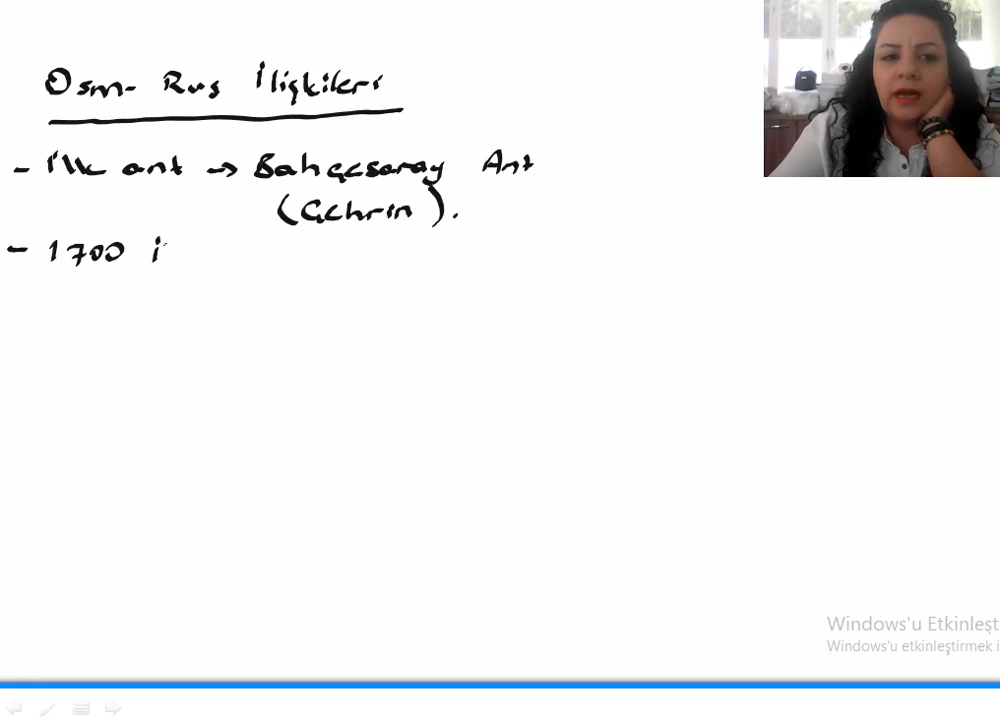 Osm- Rus İlişkileri
- İlk ant → Bahçesaray Ant
(Çehrin).
- 1700 i
Windows'u Etkinleşt
Windows'u etkinleştirmek i